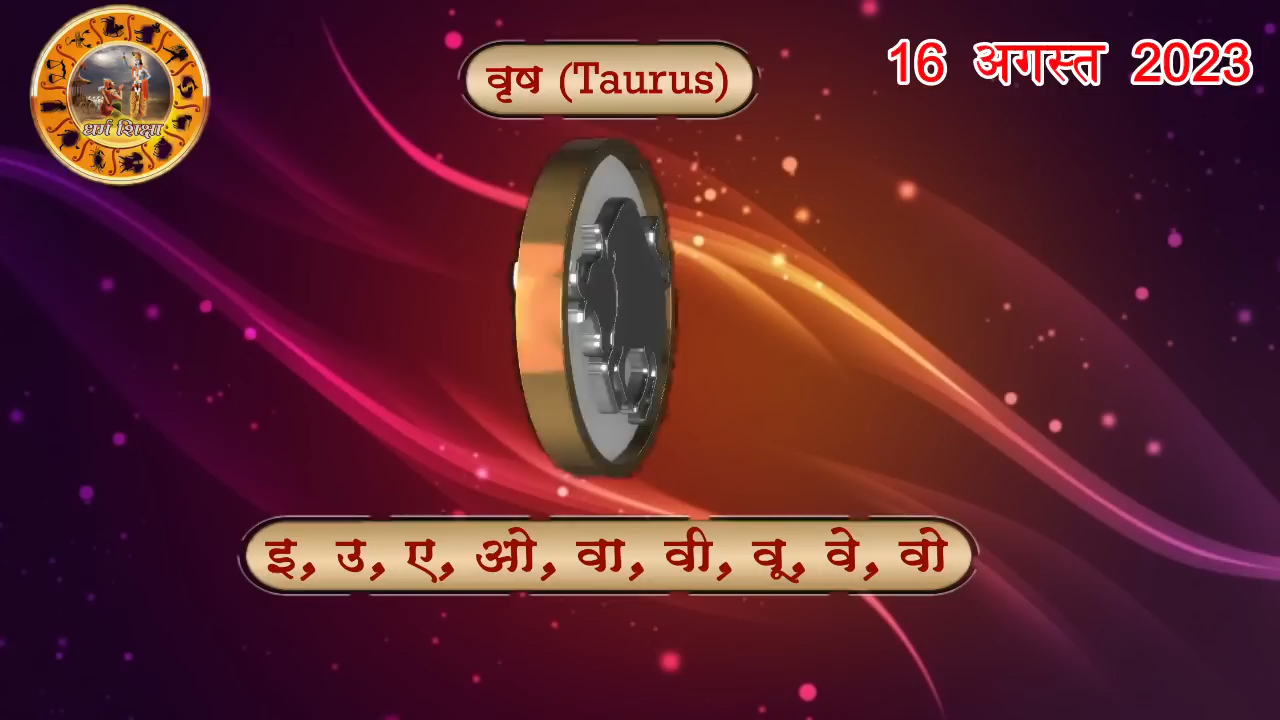 धर्म शिक्षा
वृष (Taurus)
16 अगस्त 2023
इ, उ, ए, ओ, वा, वी, वू, वे, वो